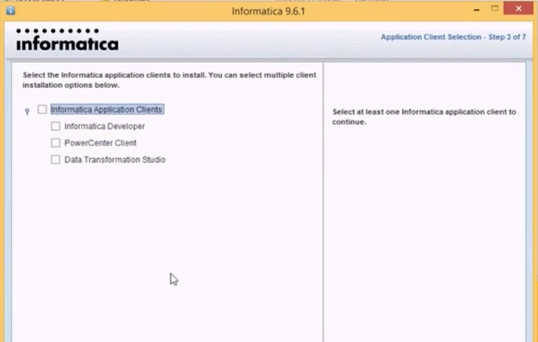 Informatica 9.6.1
informatica
Application Client Selection - Step 3 of 7
Select the Informatica application clients to install. You can select multiple client
installation options below.
Informatica Application Clients
Informatica Developer
PowerCenter Client
Data Transformation Studio
Select at least one Informatica application client to
continue.